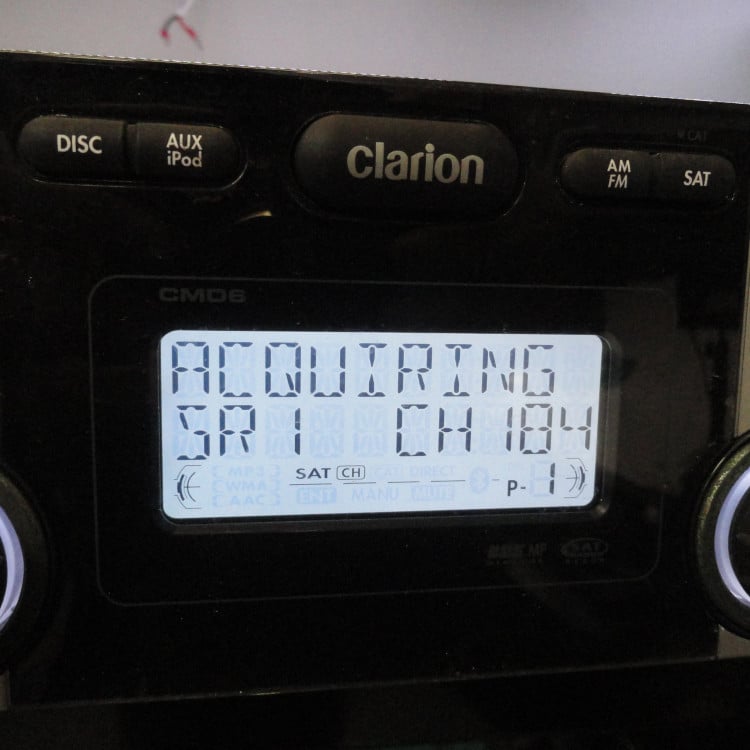 DISC
AUX
iPod
clarion
AM
FM
SAT
CAT
CMD6
ACQUIRING
SR1 CH184
MP3
WMA
AAC
SAT CH CAT DIRECT
ENT MANU MUTE
P- 1
SAT